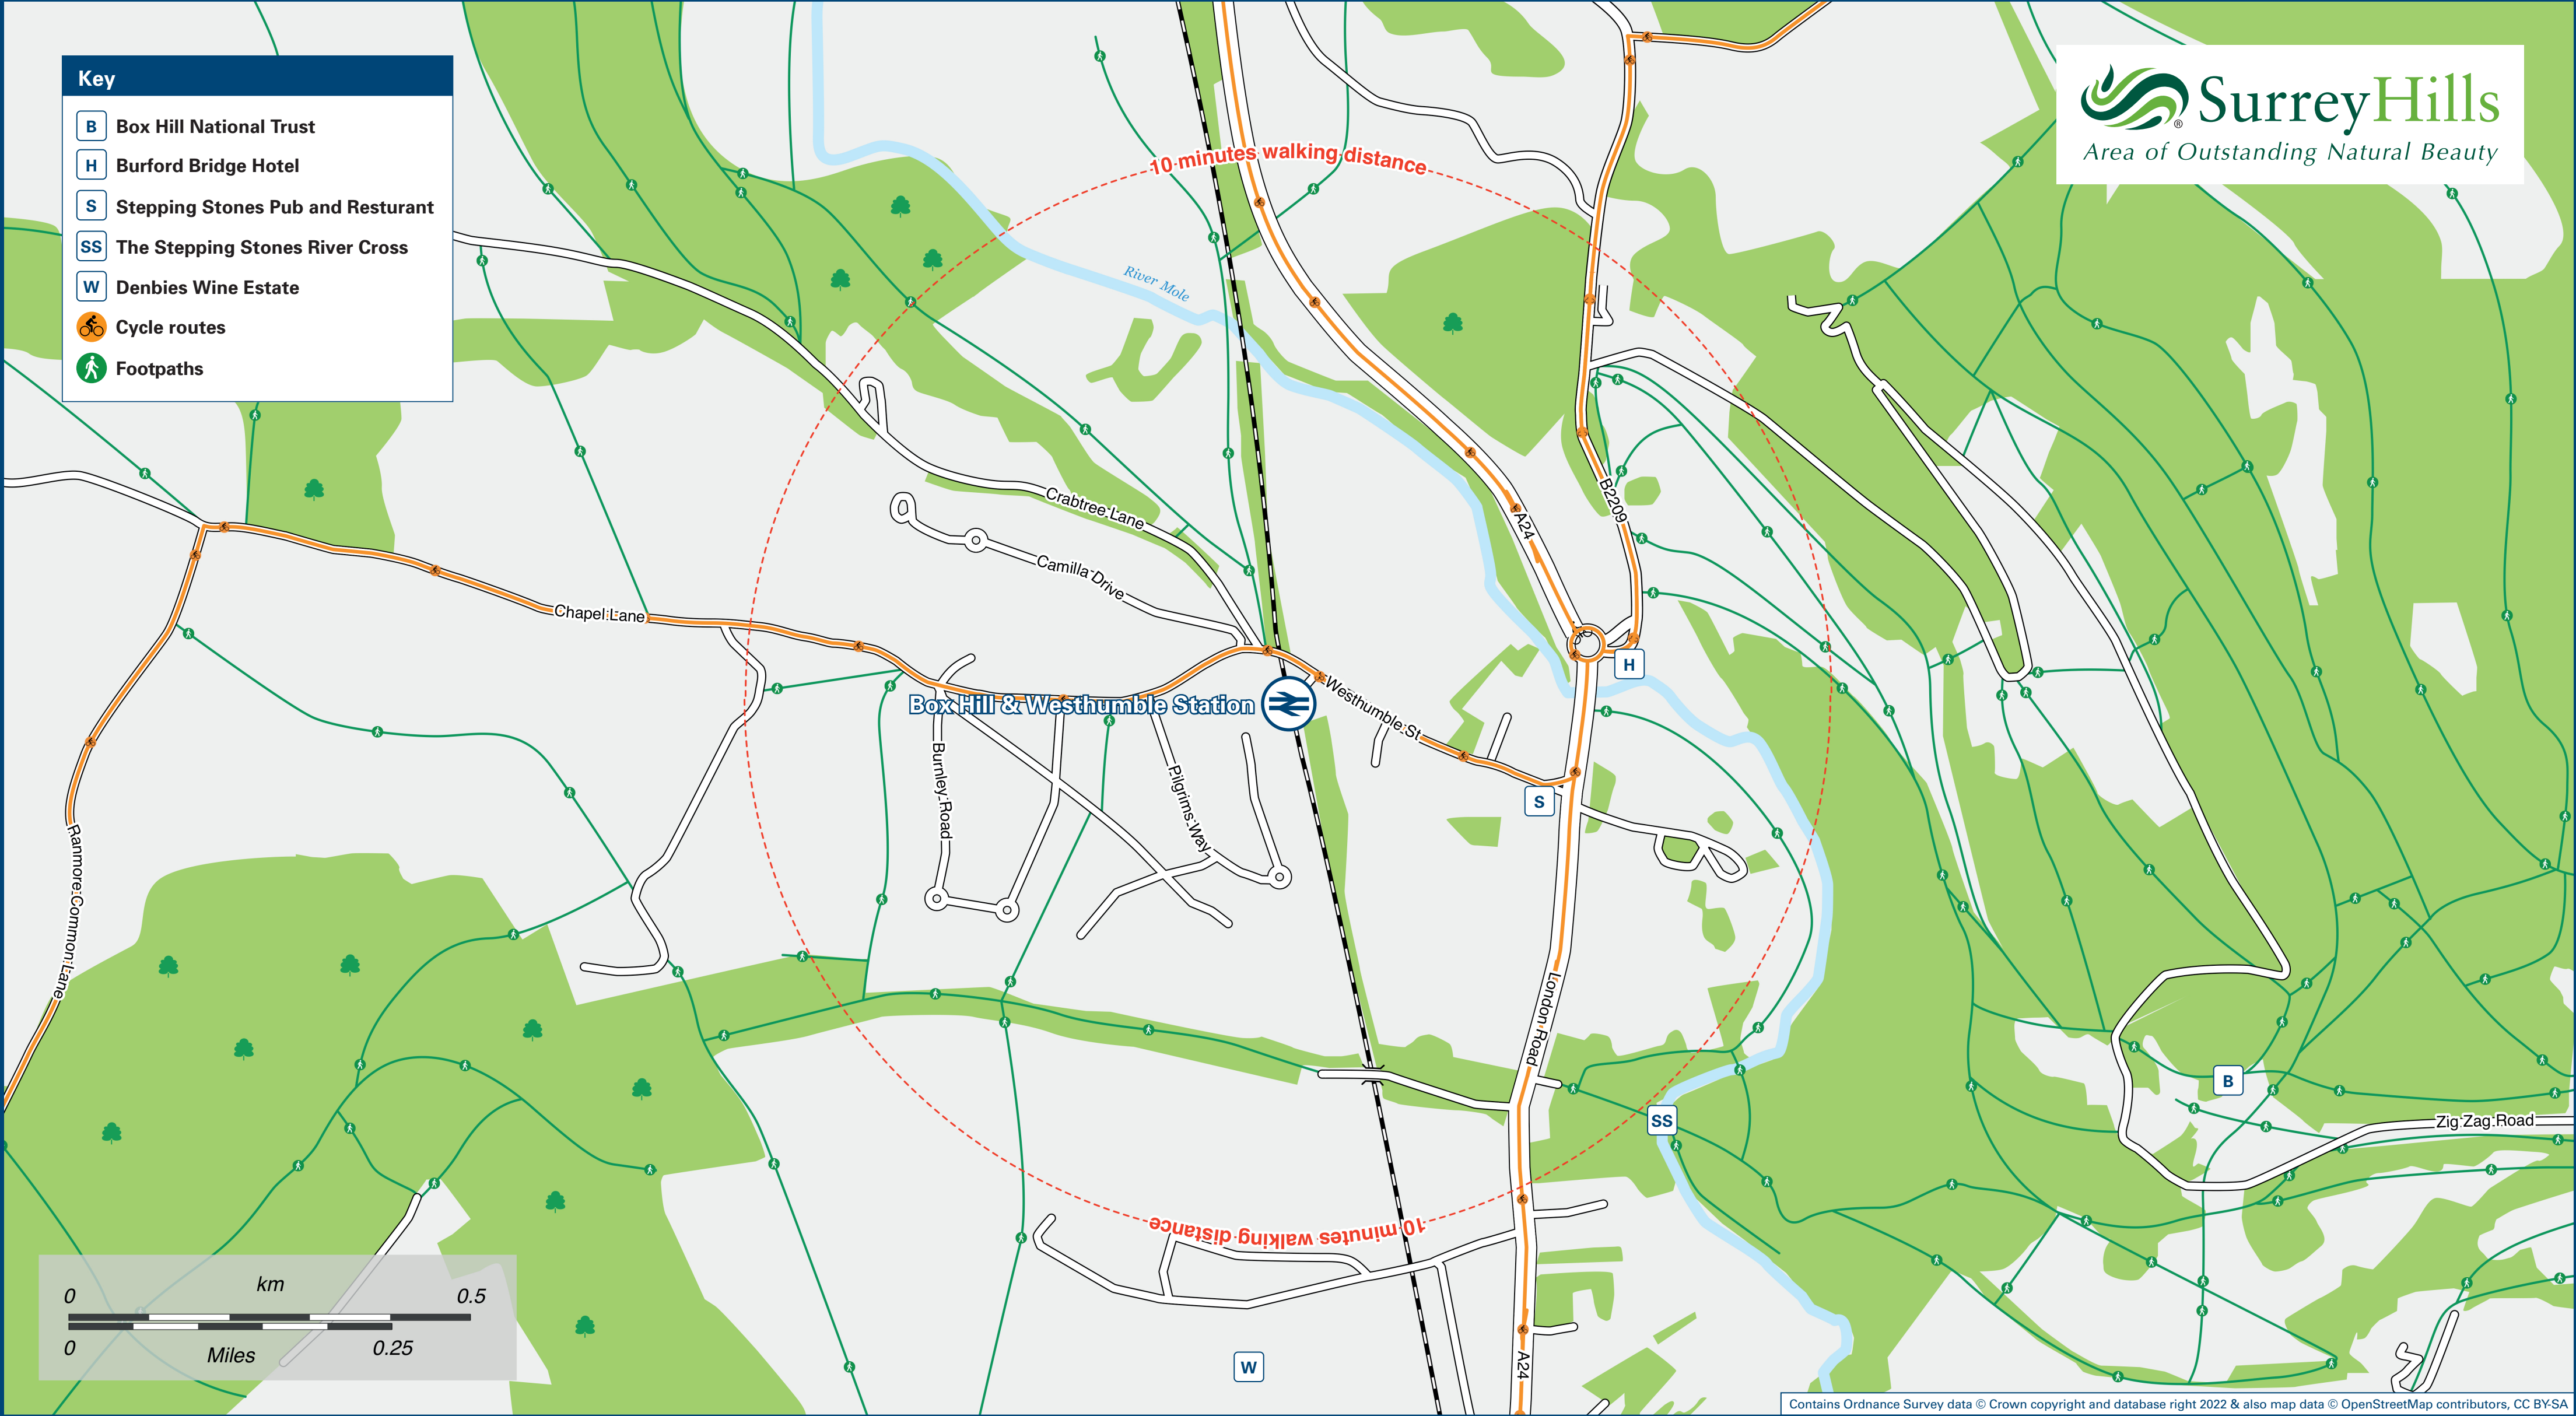 Key
B Box Hill National Trust
H Burford Bridge Hotel
S Stepping Stones Pub and Resturant
SS The Stepping Stones River Cross
W Denbies Wine Estate
Cycle routes
Footpaths
SurreyHills
®
Area of Outstanding Natural Beauty
10 minutes walking distance
River Mole
Crabtree Lane
B2209
A24
Camilla Drive
Chapel Lane
H
Westhumble St
Box Hill & Westhumble Station
Burnley Road
Pilgrims Way
S
Ranmore Common Lane
London Road
B
SS
Zig Zag Road
10 minutes walking distance
km
0 0.5
0 Miles 0.25
W
A24
Contains Ordnance Survey data © Crown copyright and database right 2022 & also map data © OpenStreetMap contributors, CC BY-SA